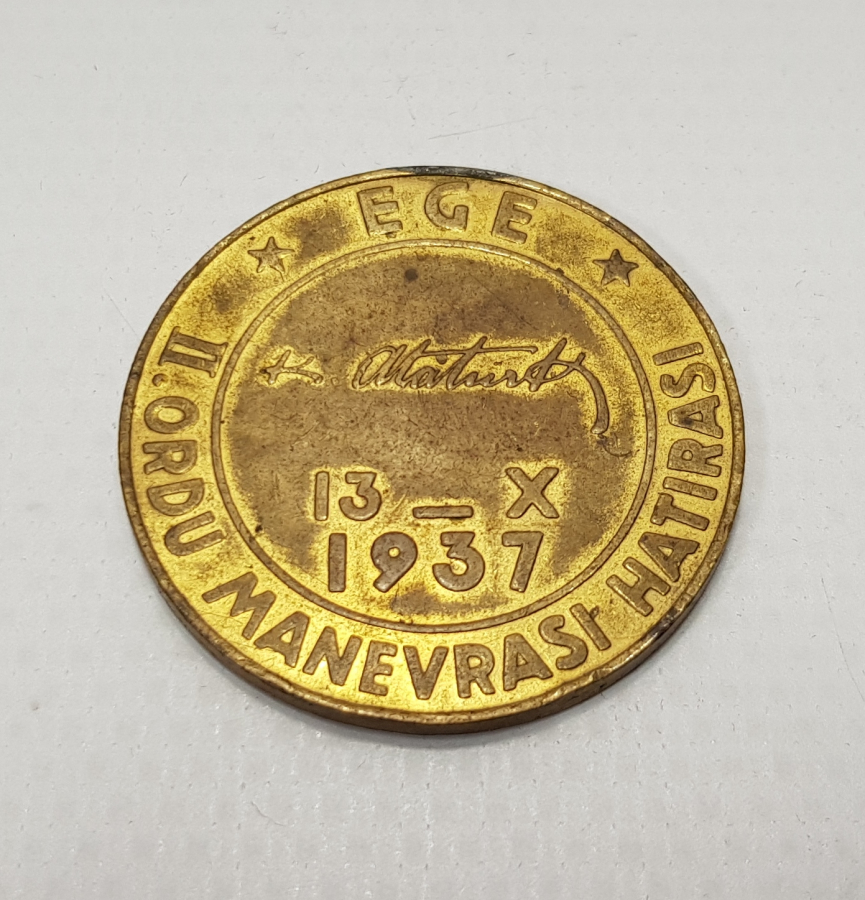 EGE
II. ORDU MANEVRASI HATIRASI
K. Atatürk
13 _ X
1937